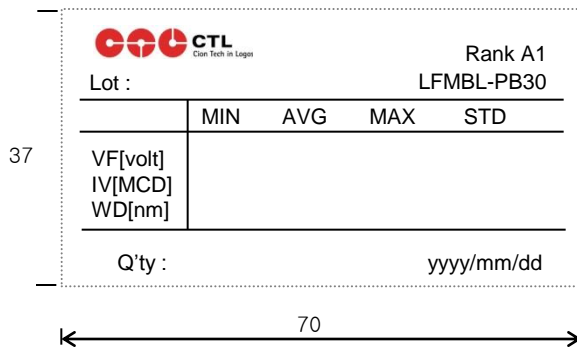 CTL
Cion Tech in Logos
Rank A1
Lot :
LFMBL-PB30
MIN AVG MAX STD
37
VF[volt]
IV[MCD]
WD[nm]
Q'ty :
yyyy/mm/dd
70